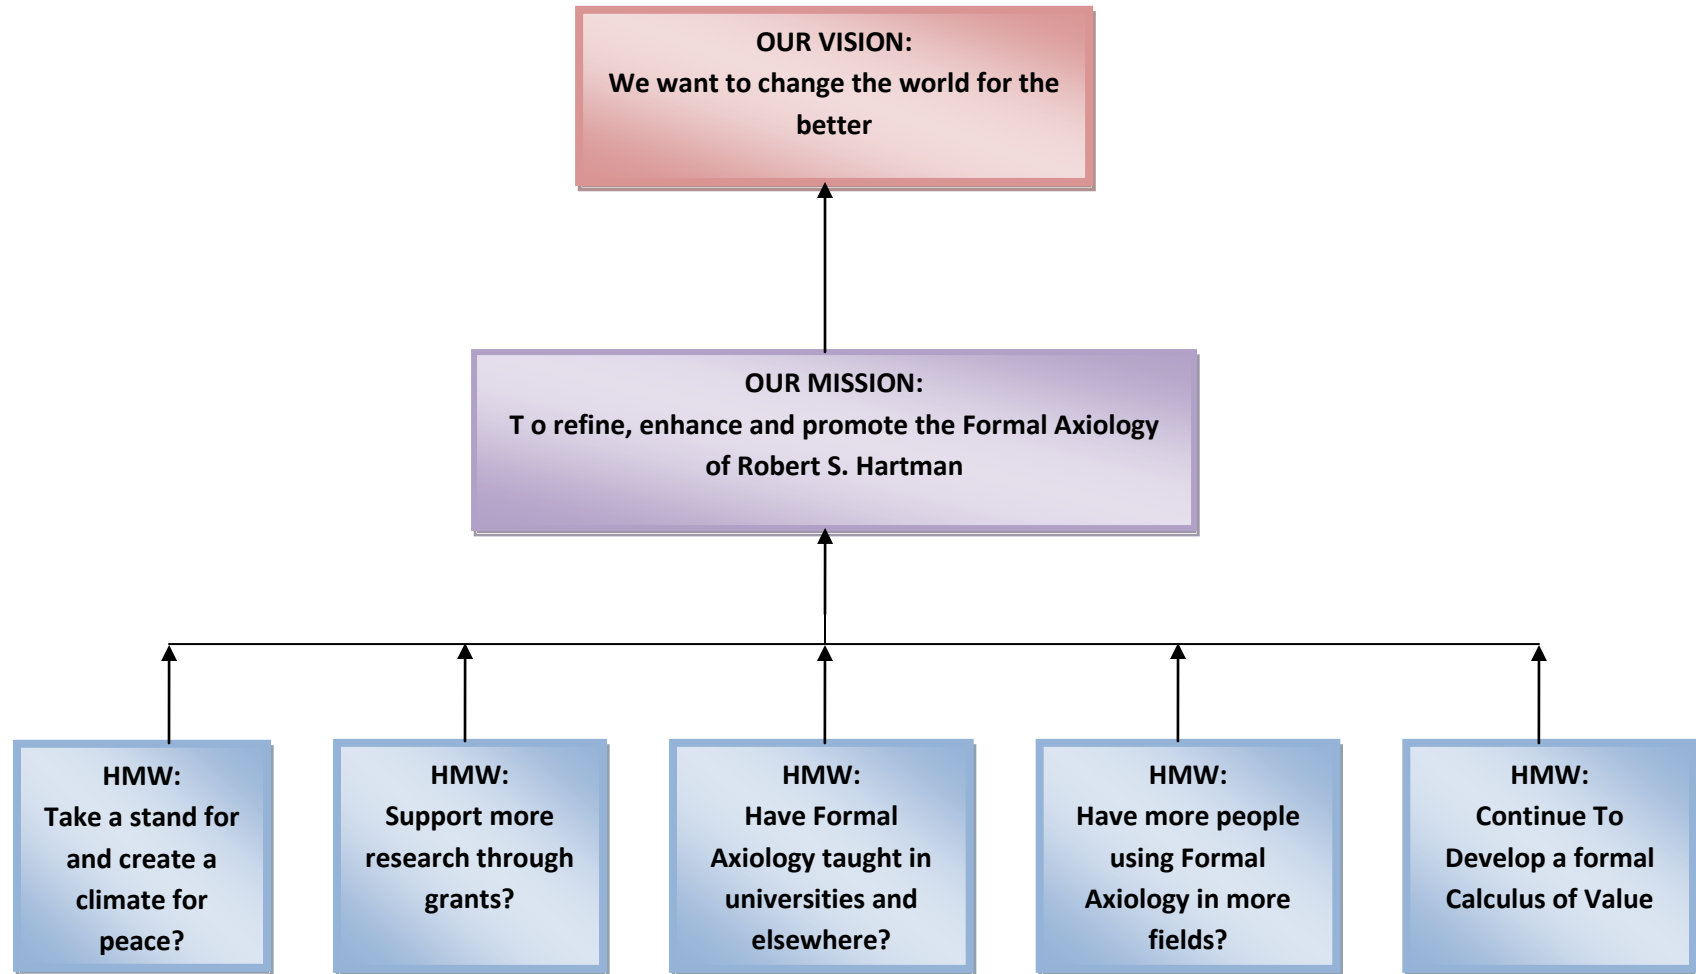 OUR VISION:
We want to change the world for the
better
OUR MISSION:
T o refine, enhance and promote the Formal Axiology
of Robert S. Hartman
HMW:
Take a stand for
and create a
climate for
peace?
HMW:
Support more
research through
grants?
HMW:
Have Formal
Axiology taught in
universities and
elsewhere?
HMW:
Have more people
using Formal
Axiology in more
fields?
HMW:
Continue To
Develop a formal
Calculus of Value